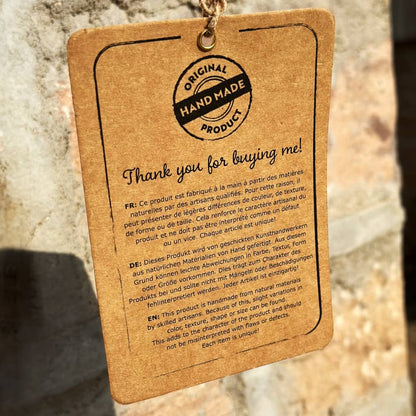 ORIGINAL
HAND MADE
PRODUCT
Thank you for buying me!
FR: Ce produit est fabriqué à la main à partir des matières
naturelles par des artisans qualifiés. Pour cette raison, il
peut présenter de légères différences de couleur, de texture,
de forme ou de taille. Cela renforce le caractère artisanal du
produit et ne doit pas être interprété comme un défaut
ou un vice. Chaque article est unique!
DE: Dieses Produkt wird von geschickten Kunsthandwerkern
aus natürlichen Materialien von Hand gefertigt. Aus diesem
Grund können leichte Abweichungen in Farbe, Textur, Form
oder Größe vorkommen. Dies trägt zum Charakter des
Produkts bei und sollte nicht mit Mängeln oder Beschädigungen
fehlinterpretiert werden. Jeder Artikel ist einzigartig!
EN: This product is handmade from natural materials
by skilled artisans. Because of this, slight variations in
color, texture, shape or size can be found.
This adds to the character of the product and should
not be misinterpreted with flaws or defects.
Each item is unique!